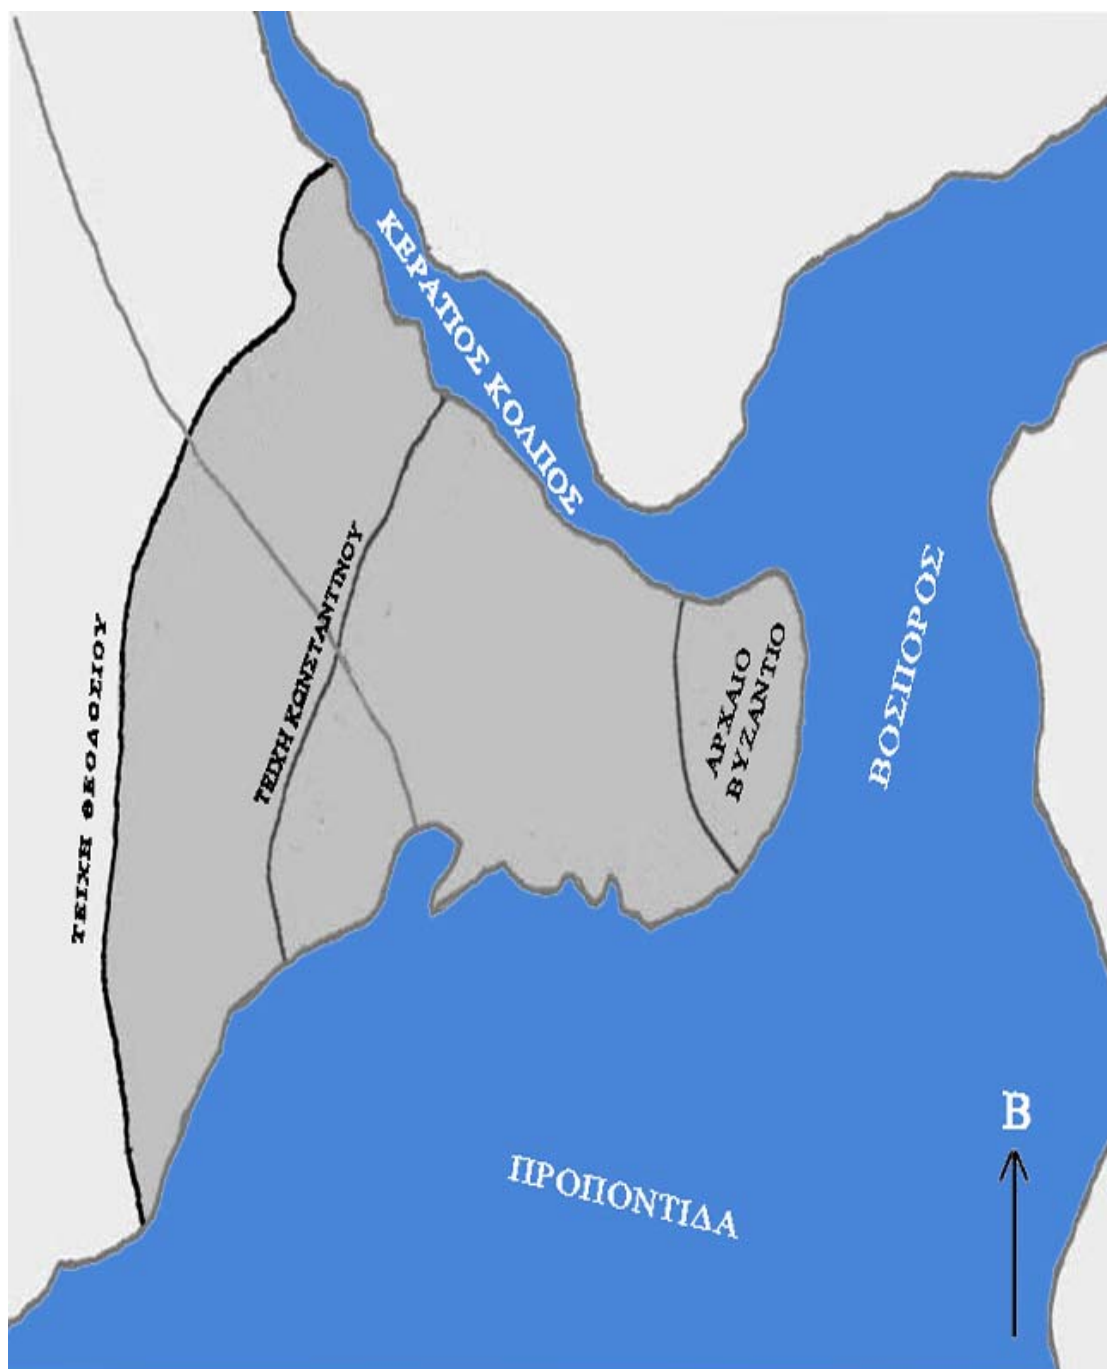 ΚΕΡΑΤΙΟΣ ΚΟΛΠΟΣ
ΤΕΙΧΗ ΘΕΟΔΟΣΙΟΥ
ΤΕΙΧΗ ΚΩΝΣΤΑΝΤΙΝΟΥ
ΑΡΧΑΙΟ
ΒΥΖΑΝΤΙΟ
ΒΟΣΠΟΡΟΣ
ΠΡΟΠΟΝΤΙΔΑ
Β